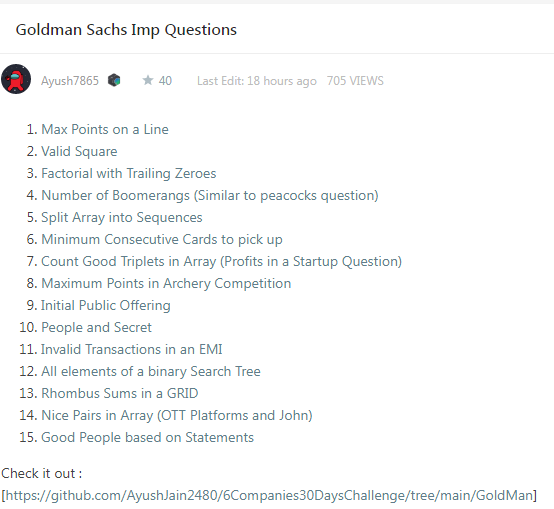 Goldman Sachs Imp Questions
Ayush7865 40 Last Edit: 18 hours ago 705 VIEWS
1. Max Points on a Line
2. Valid Square
3. Factorial with Trailing Zeroes
4. Number of Boomerangs (Similar to peacocks question)
5. Split Array into Sequences
6. Minimum Consecutive Cards to pick up
7. Count Good Triplets in Array (Profits in a Startup Question)
8. Maximum Points in Archery Competition
9. Initial Public Offering
10. People and Secret
11. Invalid Transactions in an EMI
12. All elements of a binary Search Tree
13. Rhombus Sums in a GRID
14. Nice Pairs in Array (OTT Platforms and John)
15. Good People based on Statements
Check it out :
[https://github.com/AyushJain2480/6Companies30DaysChallenge/tree/main/GoldMan]